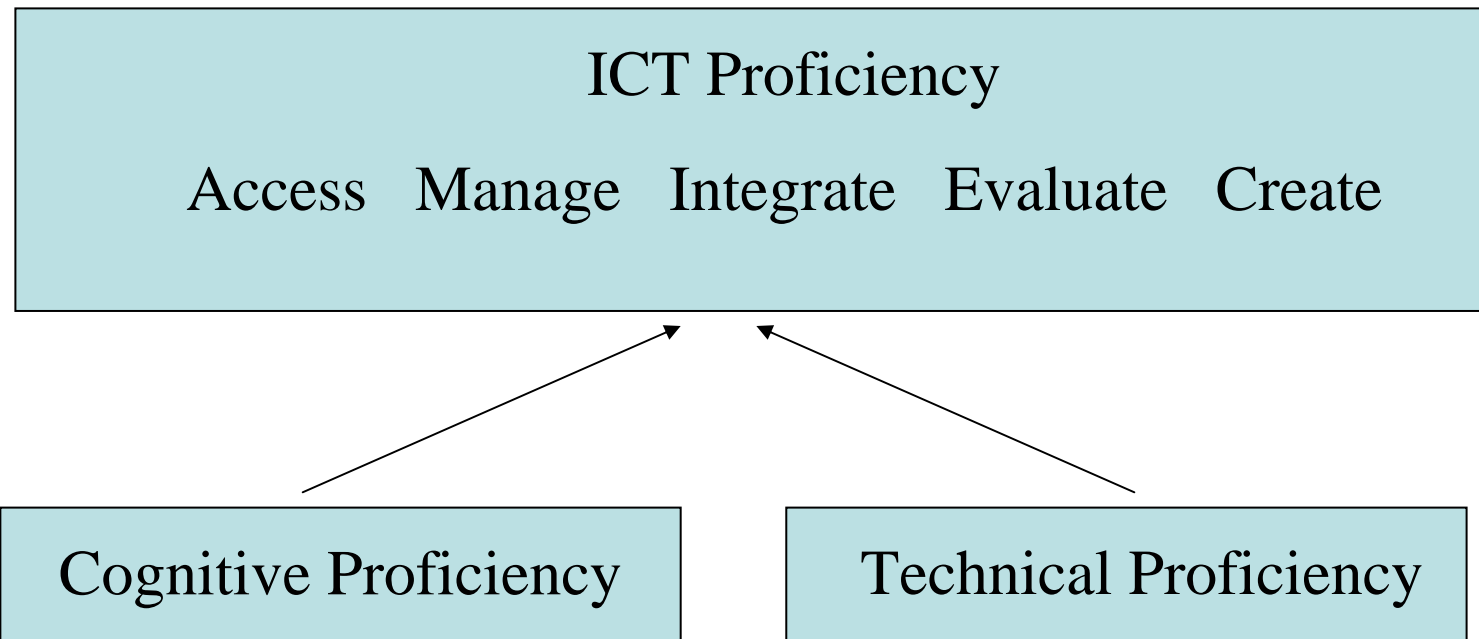 ICT Proficiency
Access Manage Integrate Evaluate Create
Cognitive Proficiency
Technical Proficiency